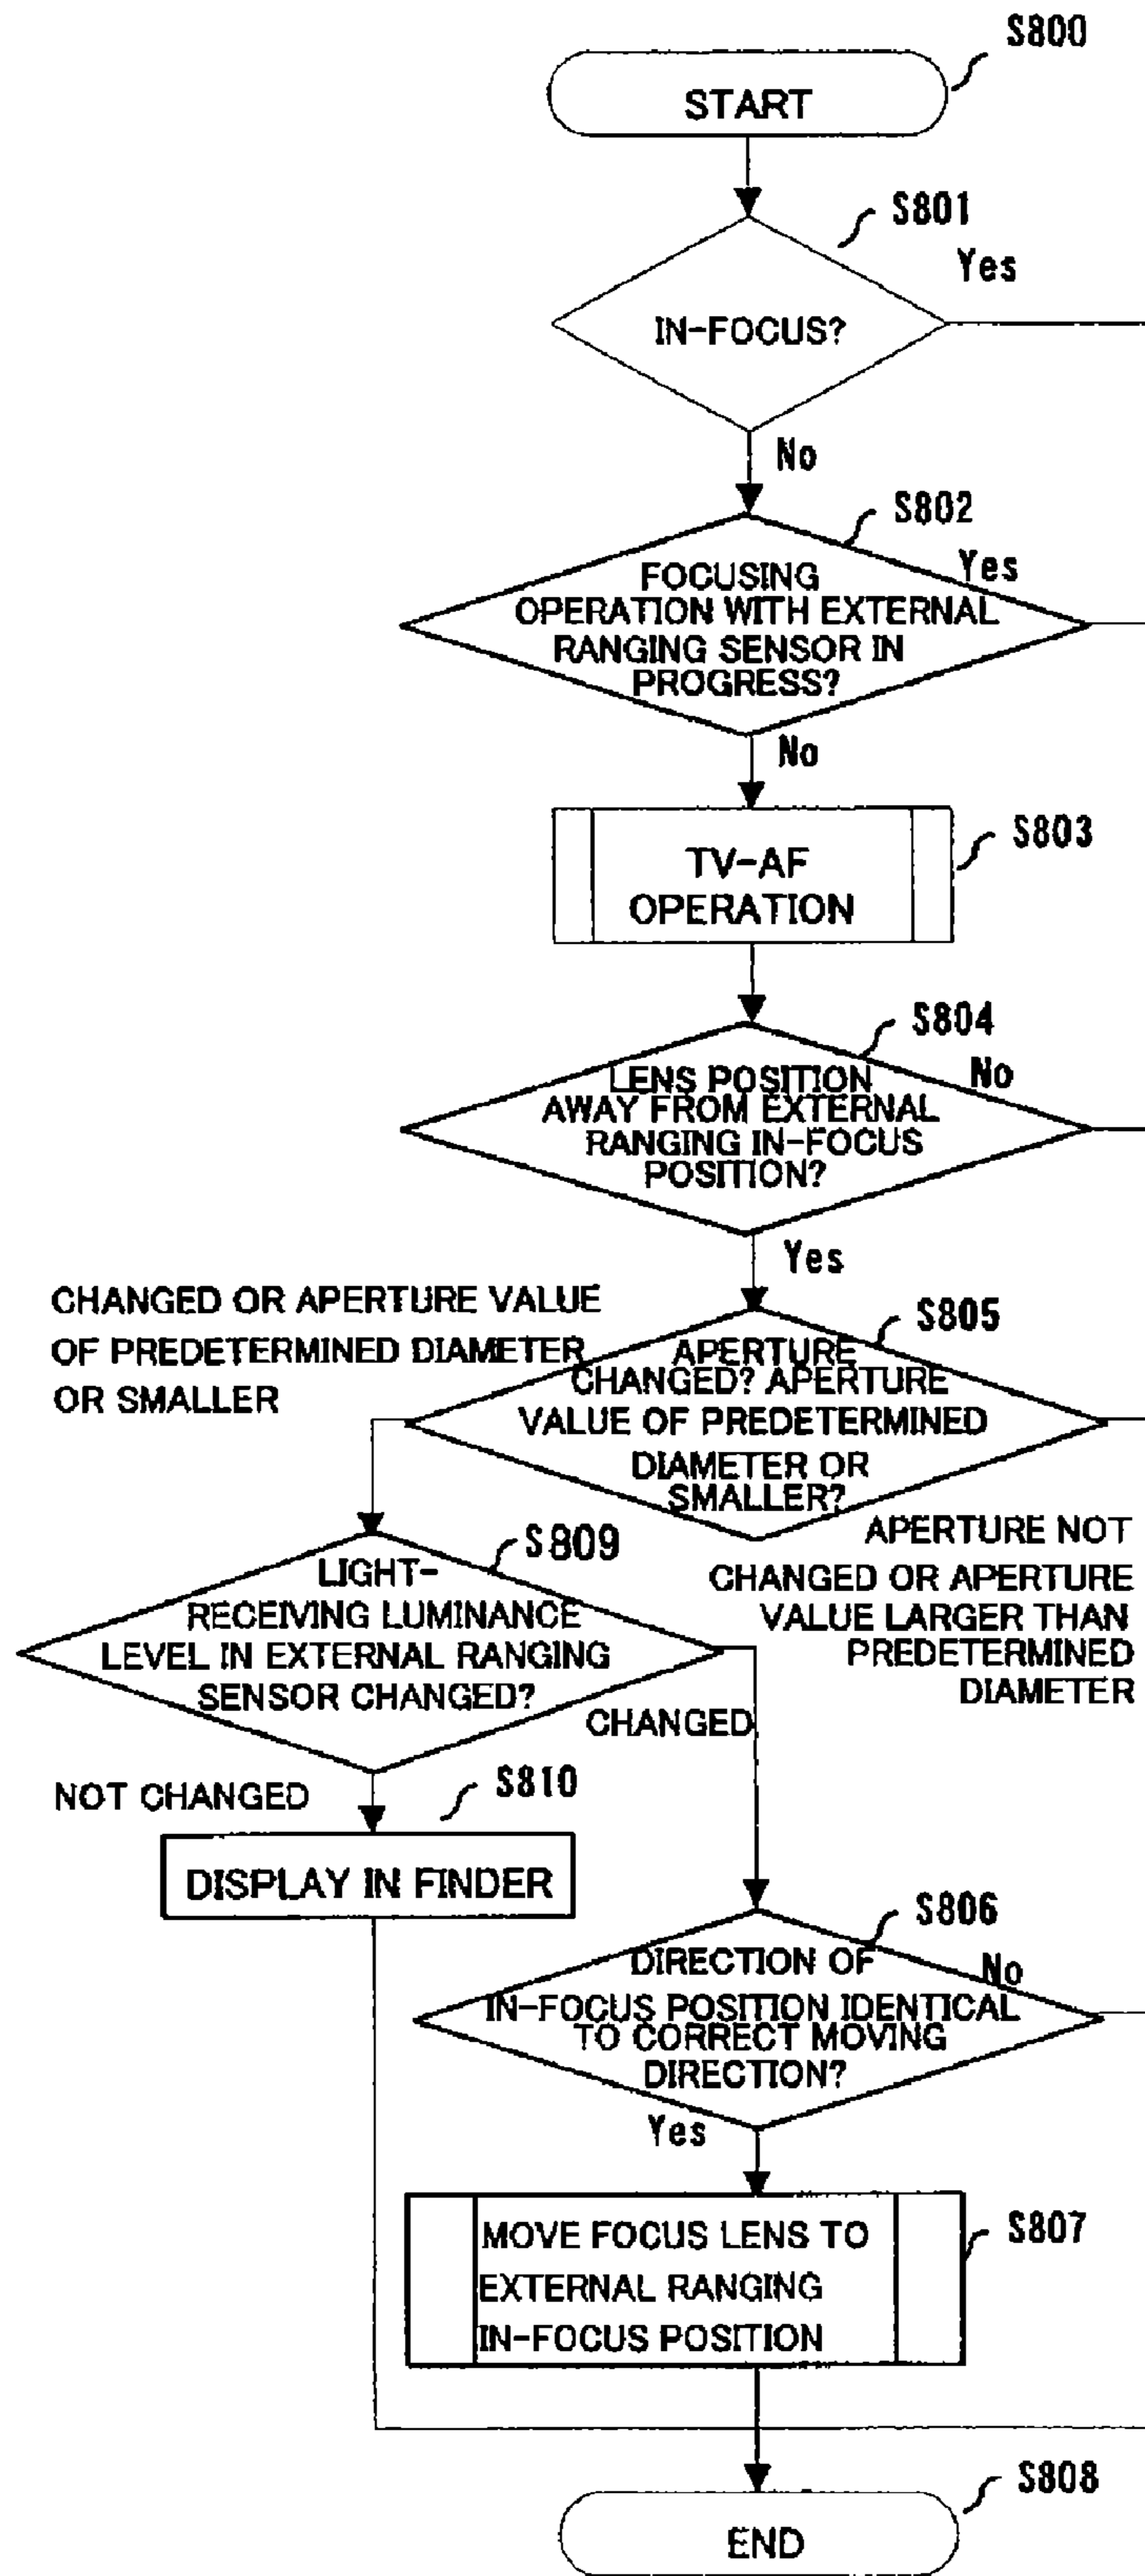 S800
START
S801
Yes
IN-FOCUS?
No
S802
Yes
FOCUSING
OPERATION WITH EXTERNAL
RANGING SENSOR IN
PROGRESS?
No
S803
TV-AF
OPERATION
S804
No
LENS POSITION
AWAY FROM EXTERNAL
RANGING IN-FOCUS
POSITION?
Yes
CHANGED OR APERTURE VALUE
OF PREDETERMINED DIAMETER
OR SMALLER
S805
APERTURE
CHANGED? APERTURE
VALUE OF PREDETERMINED
DIAMETER OR
SMALLER?
APERTURE NOT
CHANGED OR APERTURE
VALUE LARGER THAN
PREDETERMINED
DIAMETER
S809
LIGHT-
RECEIVING LUMINANCE
LEVEL IN EXTERNAL RANGING
SENSOR CHANGED?
CHANGED
NOT CHANGED
S810
DISPLAY IN FINDER
S806
No
DIRECTION OF
IN-FOCUS POSITION IDENTICAL
TO CORRECT MOVING
DIRECTION?
Yes
S807
MOVE FOCUS LENS TO
EXTERNAL RANGING
IN-FOCUS POSITION
S808
END